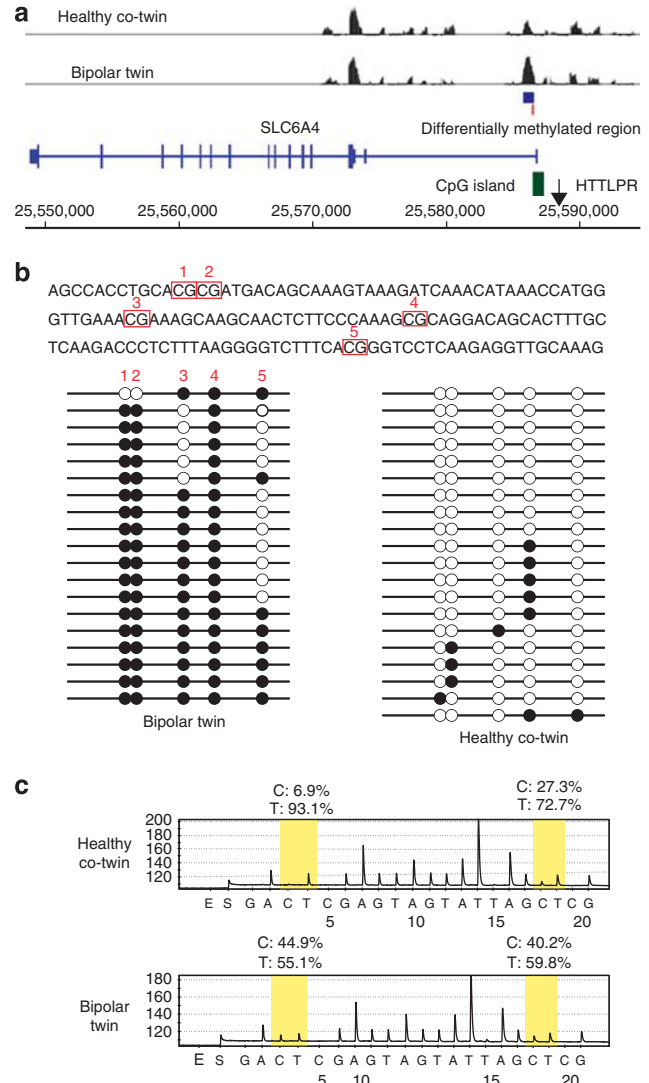 a
Healthy co-twin
Bipolar twin
SLC6A4
Differentially methylated region
CpG island
HTTLPR
25,550,000 25,560,000 25,570,000 25,580,000 25,590,000
b
1 2
AGCCACCTGCACGCGATGACAGCAAAGTAAAGATCAAACATAAACCATGG
3 4
GTTGAAACGAAAGCAAGCAACTCTTCCCAAAGCGCAGGACAGCACTTTGC
5
TCAAGACCCTCTTTAAGGGGTCTTTCACGGGTCCTCAAGAGGTTGCAAAG
1 2 3 4 5
Bipolar twin
Healthy co-twin
c
C: 6.9%
T: 93.1%
C: 27.3%
T: 72.7%
Healthy
co-twin
200
180
160
140
120
E S G A C T C G A G T A G T A T T A G C T C G
5 10 15 20
C: 44.9%
T: 55.1%
C: 40.2%
T: 59.8%
Bipolar
twin
180
160
140
120
E S G A C T C G A G T A G T A T T A G C T C G
5 10 15 20